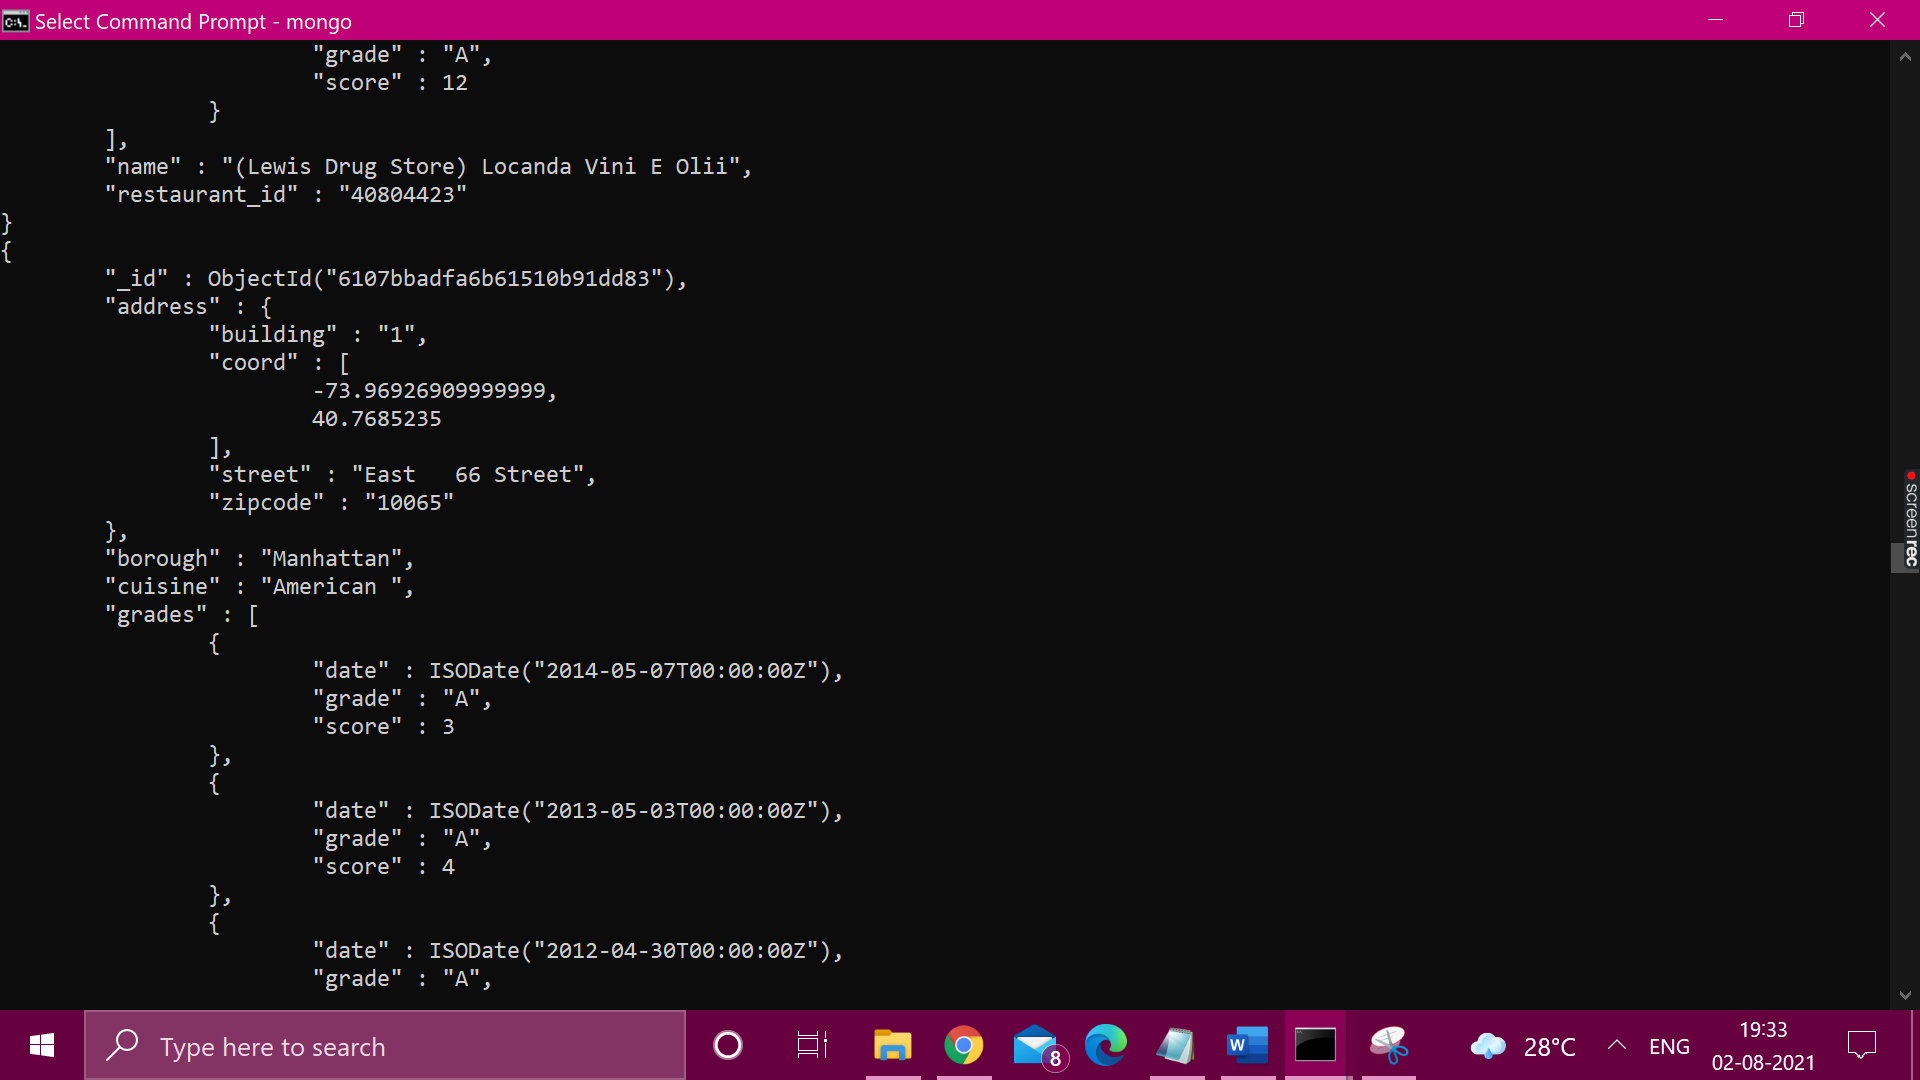 Select Command Prompt - mongo
"grade" : "A",
"score" : 12
}
],
"name" : "(Lewis Drug Store) Locanda Vini E Olii",
"restaurant_id" : "40804423"
}
{
"_id" : ObjectId("6107bbadfa6b61510b91dd83"),
"address" : {
"building" : "1",
"coord" : [
-73.96926909999999,
40.7685235
],
"street" : "East   66 Street",
"zipcode" : "10065"
},
"borough" : "Manhattan",
"cuisine" : "American ",
"grades" : [
{
"date" : ISODate("2014-05-07T00:00:00Z"),
"grade" : "A",
"score" : 3
},
{
"date" : ISODate("2013-05-03T00:00:00Z"),
"grade" : "A",
"score" : 4
},
{
"date" : ISODate("2012-04-30T00:00:00Z"),
"grade" : "A",
screenrec
Type here to search
8
W
28°C
ENG
19:33
02-08-2021